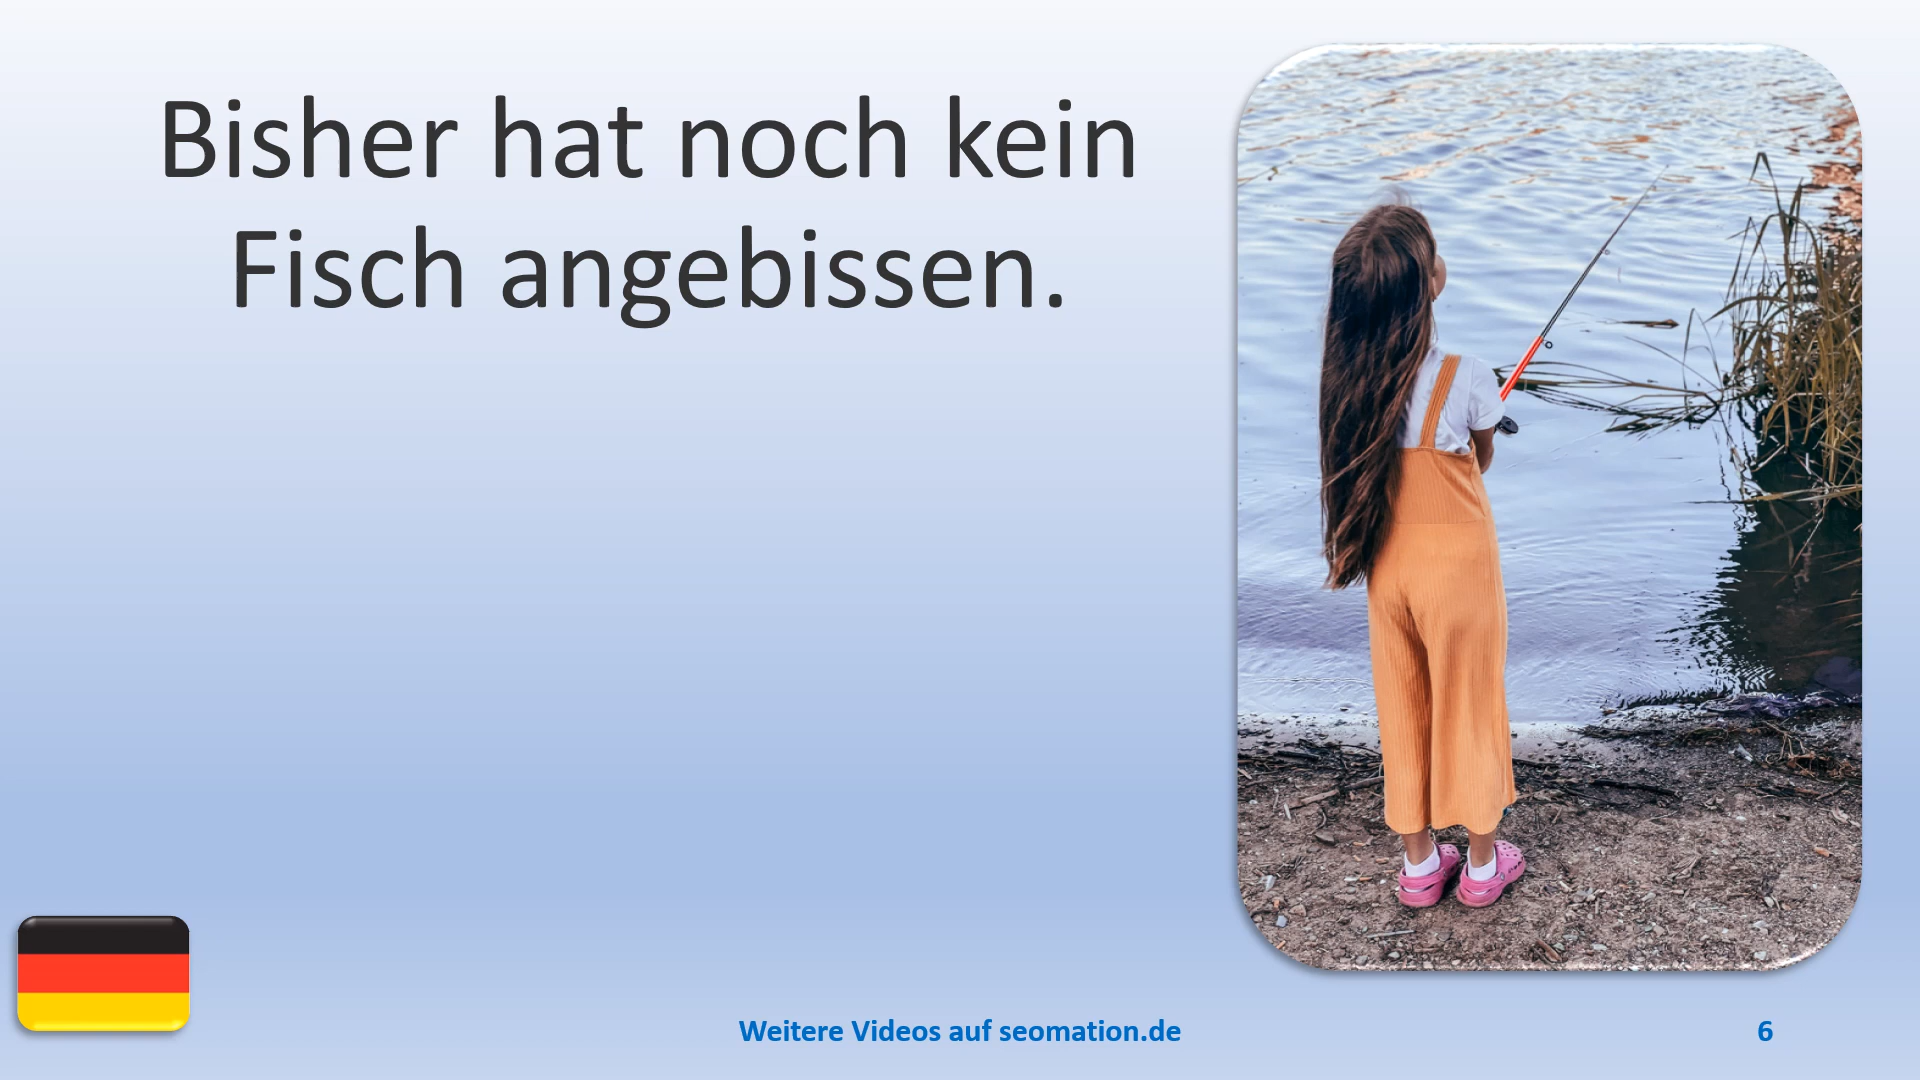 Bisher hat noch kein
Fisch angebissen.
Weitere Videos auf seomation.de
6